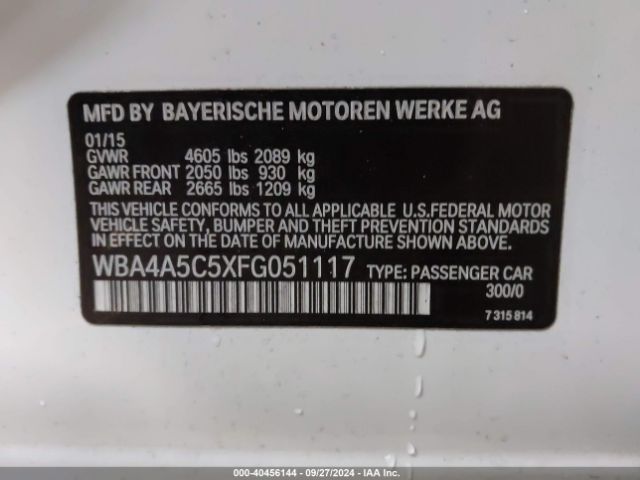 MFD BY BAYERISCHE MOTOREN WERKE AG
01/15
GVWR 4605 lbs 2089 kg
GAWR FRONT 2050 lbs 930 kg
GAWR REAR 2665 lbs 1209 kg
THIS VEHICLE CONFORMS TO ALL APPLICABLE U.S.FEDERAL MOTOR
VEHICLE SAFETY, BUMPER AND THEFT PREVENTION STANDARDS
IN EFFECT ON THE DATE OF MANUFACTURE SHOWN ABOVE.
WBA4A5C5XFG051117 TYPE: PASSENGER CAR
300/0
7 315 814
000-40456144 - 09/27/2024 - IAA Inc.